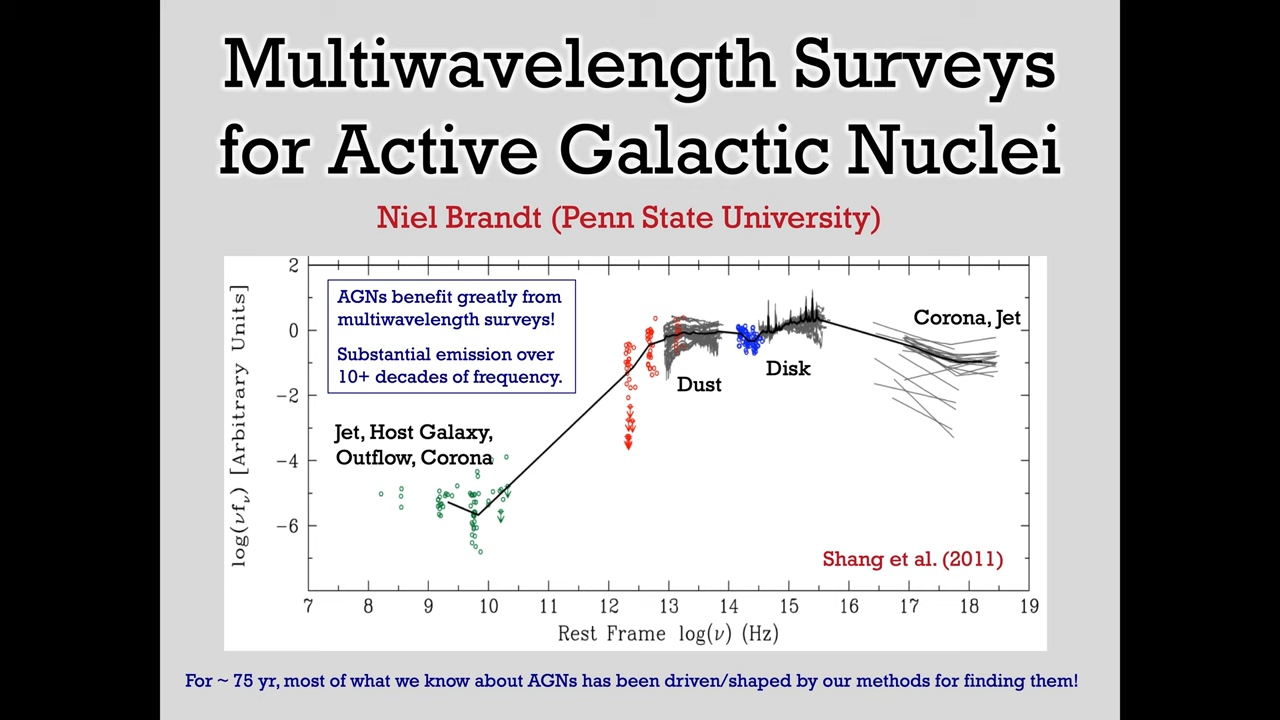 Multiwavelength Surveys
for Active Galactic Nuclei
Niel Brandt (Penn State University)
AGNs benefit greatly from
multiwavelength surveys!
Substantial emission over
10+ decades of frequency.
Corona, Jet
Disk
Dust
Jet, Host Galaxy,
Outflow, Corona
Shang et al. (2011)
log(νfν) [Arbitrary Units]
2
0
−2
−4
−6
7 8 9 10 11 12 13 14 15 16 17 18 19
Rest Frame log(ν) (Hz)
For ~ 75 yr, most of what we know about AGNs has been driven/shaped by our methods for finding them!